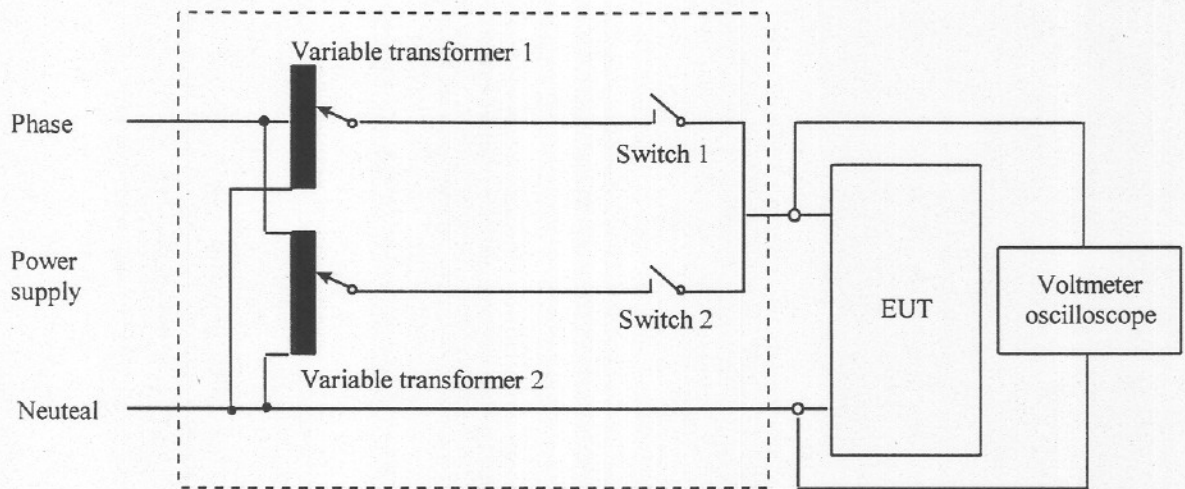 Variable transformer 1
Phase
Switch 1
Power
supply
Switch 2
EUT
Voltmeter
oscilloscope
Variable transformer 2
Neuteal